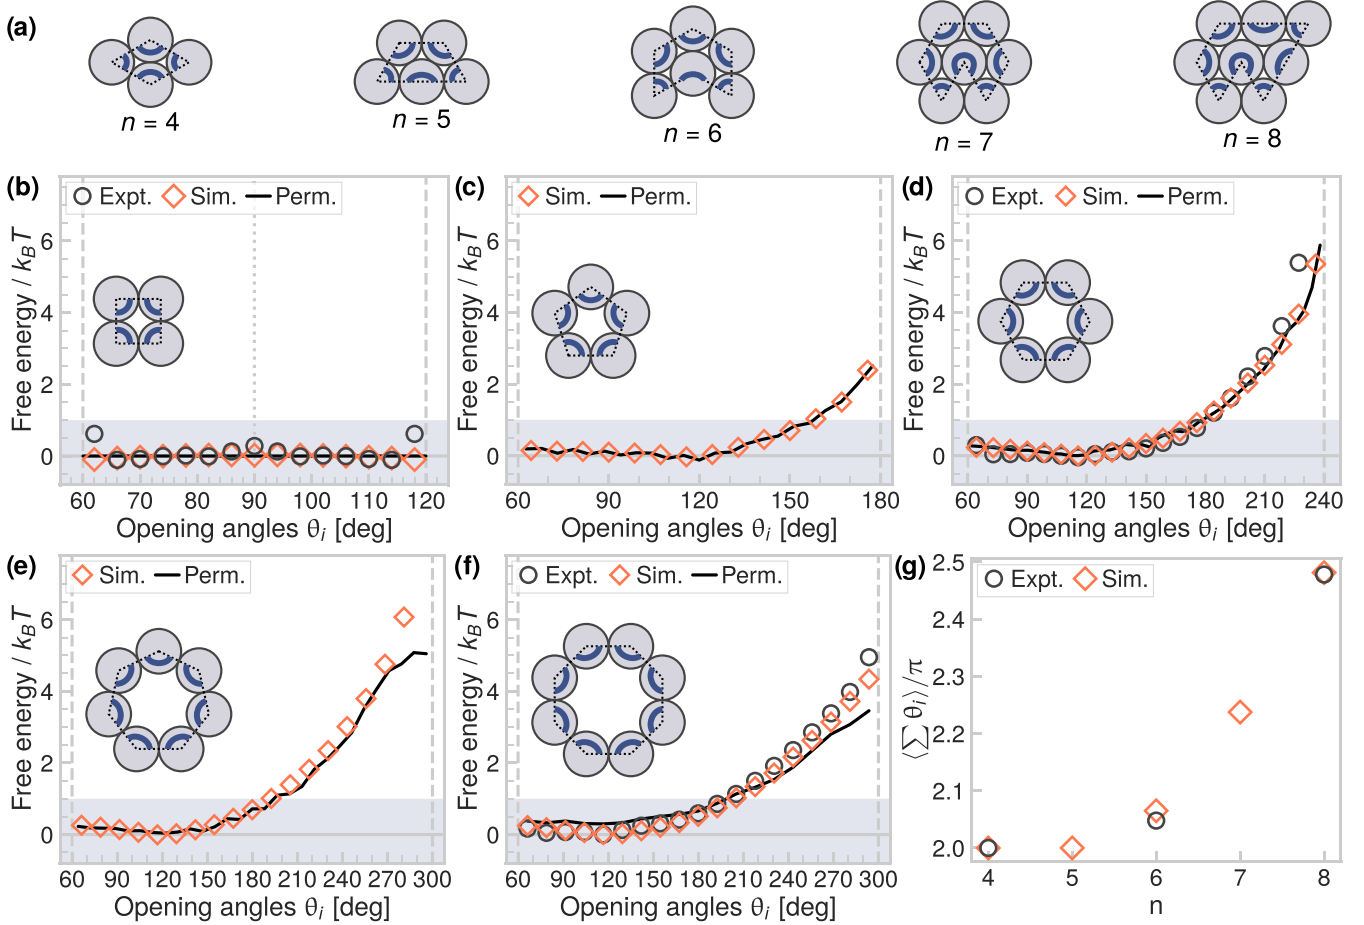 (a)
n = 4
n = 5
n = 6
n = 7
n = 8
(b)
Expt. Sim. Perm.
Free energy / k_BT
6
4
2
0
60 70 80 90 100 110 120
Opening angles θ_i [deg]
(c)
Sim. Perm.
Free energy / k_BT
6
4
2
0
60 90 120 150 180
Opening angles θ_i [deg]
(d)
Expt. Sim. Perm.
Free energy / k_BT
6
4
2
0
60 90 120 150 180 210 240
Opening angles θ_i [deg]
(e)
Sim. Perm.
Free energy / k_BT
6
4
2
0
60 90 120 150 180 210 240 270 300
Opening angles θ_i [deg]
(f)
Expt. Sim. Perm.
Free energy / k_BT
6
4
2
0
60 90 120 150 180 210 240 270 300
Opening angles θ_i [deg]
(g)
Expt. Sim.
⟨∑ θ_i⟩/π
2.5
2.4
2.3
2.2
2.1
2.0
4 5 6 7 8
n